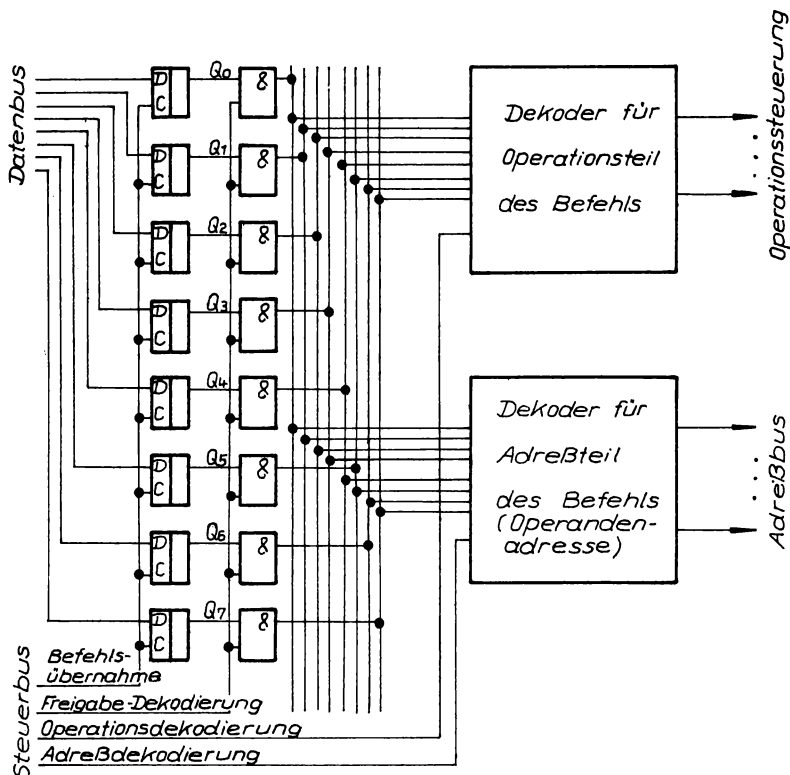 Datenbus
D
C
Q0
&
D
C
Q1
&
D
C
Q2
&
D
C
Q3
&
D
C
Q4
&
D
C
Q5
&
D
C
Q6
&
D
C
Q7
&
Dekoder für
Operationsteil
des Befehls
Operationssteuerung
Dekoder für
Adreßteil
des Befehls
(Operanden-
adresse)
Adreißbus
Steuerbus
Befehls-
übernahme
Freigabe-Dekodierung
Operationsdekodierung
Adreßdekodierung